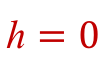 h = 0